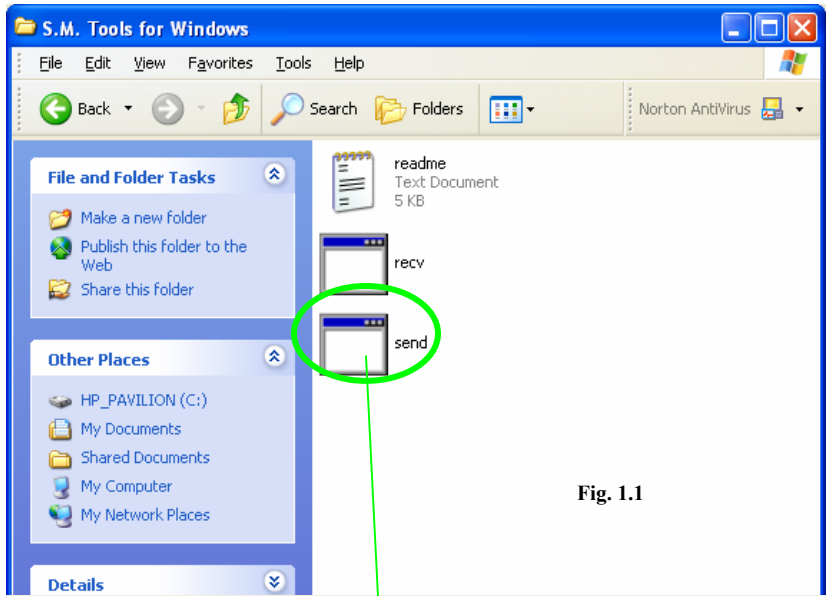 S.M. Tools for Windows
File Edit View Favorites Tools Help
Back Search Folders Norton AntiVirus
File and Folder Tasks
Make a new folder
Publish this folder to the
Web
Share this folder
Other Places
HP_PAVILION (C:)
My Documents
Shared Documents
My Computer
My Network Places
Details
readme
Text Document
5 KB
recv
send
Fig. 1.1